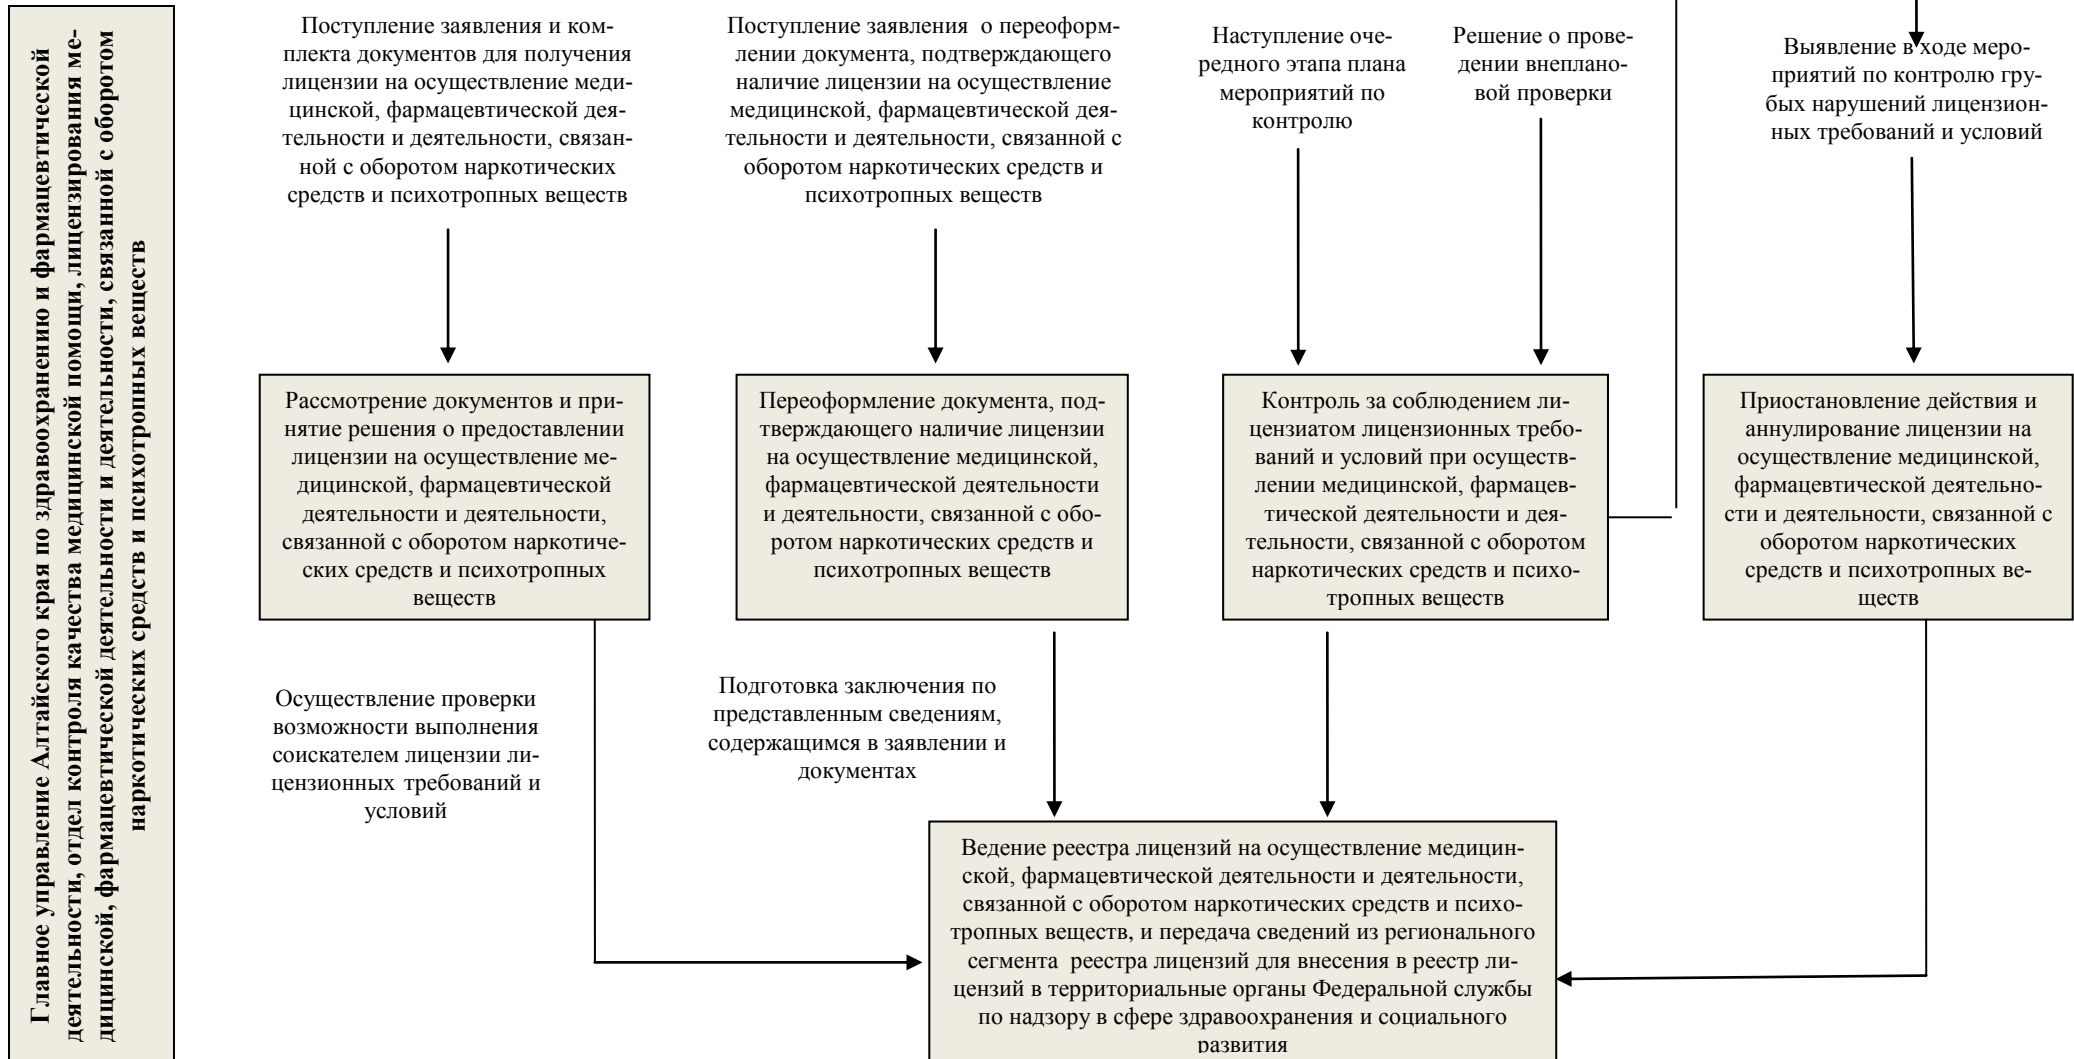 Главное управление Алтайского края по здравоохранению и фармацевтической
деятельности, отдел контроля качества медицинской помощи, лицензирования ме-
дицинской, фармацевтической деятельности и деятельности, связанной с оборотом
наркотических средств и психотропных веществ
Поступление заявления и ком-
плекта документов для получения
лицензии на осуществление меди-
цинской, фармацевтической дея-
тельности и деятельности, связан-
ной с оборотом наркотических
средств и психотропных веществ
Поступление заявления о переоформ-
лении документа, подтверждающего
наличие лицензии на осуществление
медицинской, фармацевтической дея-
тельности и деятельности, связанной с
оборотом наркотических средств и
психотропных веществ
Наступление оче-
редного этапа плана
мероприятий по
контролю
Решение о прове-
дении внеплано-
вой проверки
Выявление в ходе меро-
приятий по контролю гру-
бых нарушений лицензион-
ных требований и условий
Рассмотрение документов и при-
нятие решения о предоставлении
лицензии на осуществление ме-
дицинской, фармацевтической
деятельности и деятельности,
связанной с оборотом наркотиче-
ских средств и психотропных
веществ
Переоформление документа, под-
тверждающего наличие лицензии
на осуществление медицинской,
фармацевтической деятельности
и деятельности, связанной с обо-
ротом наркотических средств и
психотропных веществ
Контроль за соблюдением ли-
цензиатом лицензионных требо-
ваний и условий при осуществ-
лении медицинской, фармацев-
тической деятельности и дея-
тельности, связанной с оборотом
наркотических средств и психо-
тропных веществ
Приостановление действия и
аннулирование лицензии на
осуществление медицинской,
фармацевтической деятельно-
сти и деятельности, связанной с
оборотом наркотических
средств и психотропных ве-
ществ
Осуществление проверки
возможности выполнения
соискателем лицензии ли-
цензионных требований и
условий
Подготовка заключения по
представленным сведениям,
содержащимся в заявлении и
документах
Ведение реестра лицензий на осуществление медицин-
ской, фармацевтической деятельности и деятельности,
связанной с оборотом наркотических средств и психо-
тропных веществ, и передача сведений из регионального
сегмента реестра лицензий для внесения в реестр ли-
цензий в территориальные органы Федеральной службы
по надзору в сфере здравоохранения и социального
развития